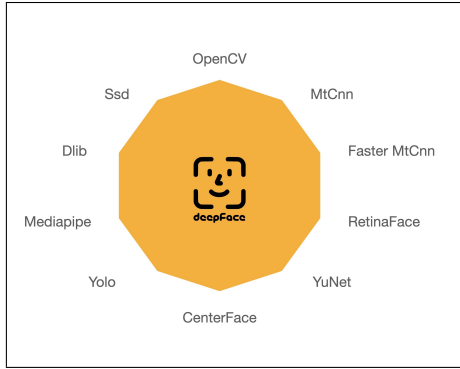 OpenCV
Ssd
MtCnn
Dlib
Faster MtCnn
deepFace
Mediapipe
RetinaFace
Yolo
YuNet
CenterFace